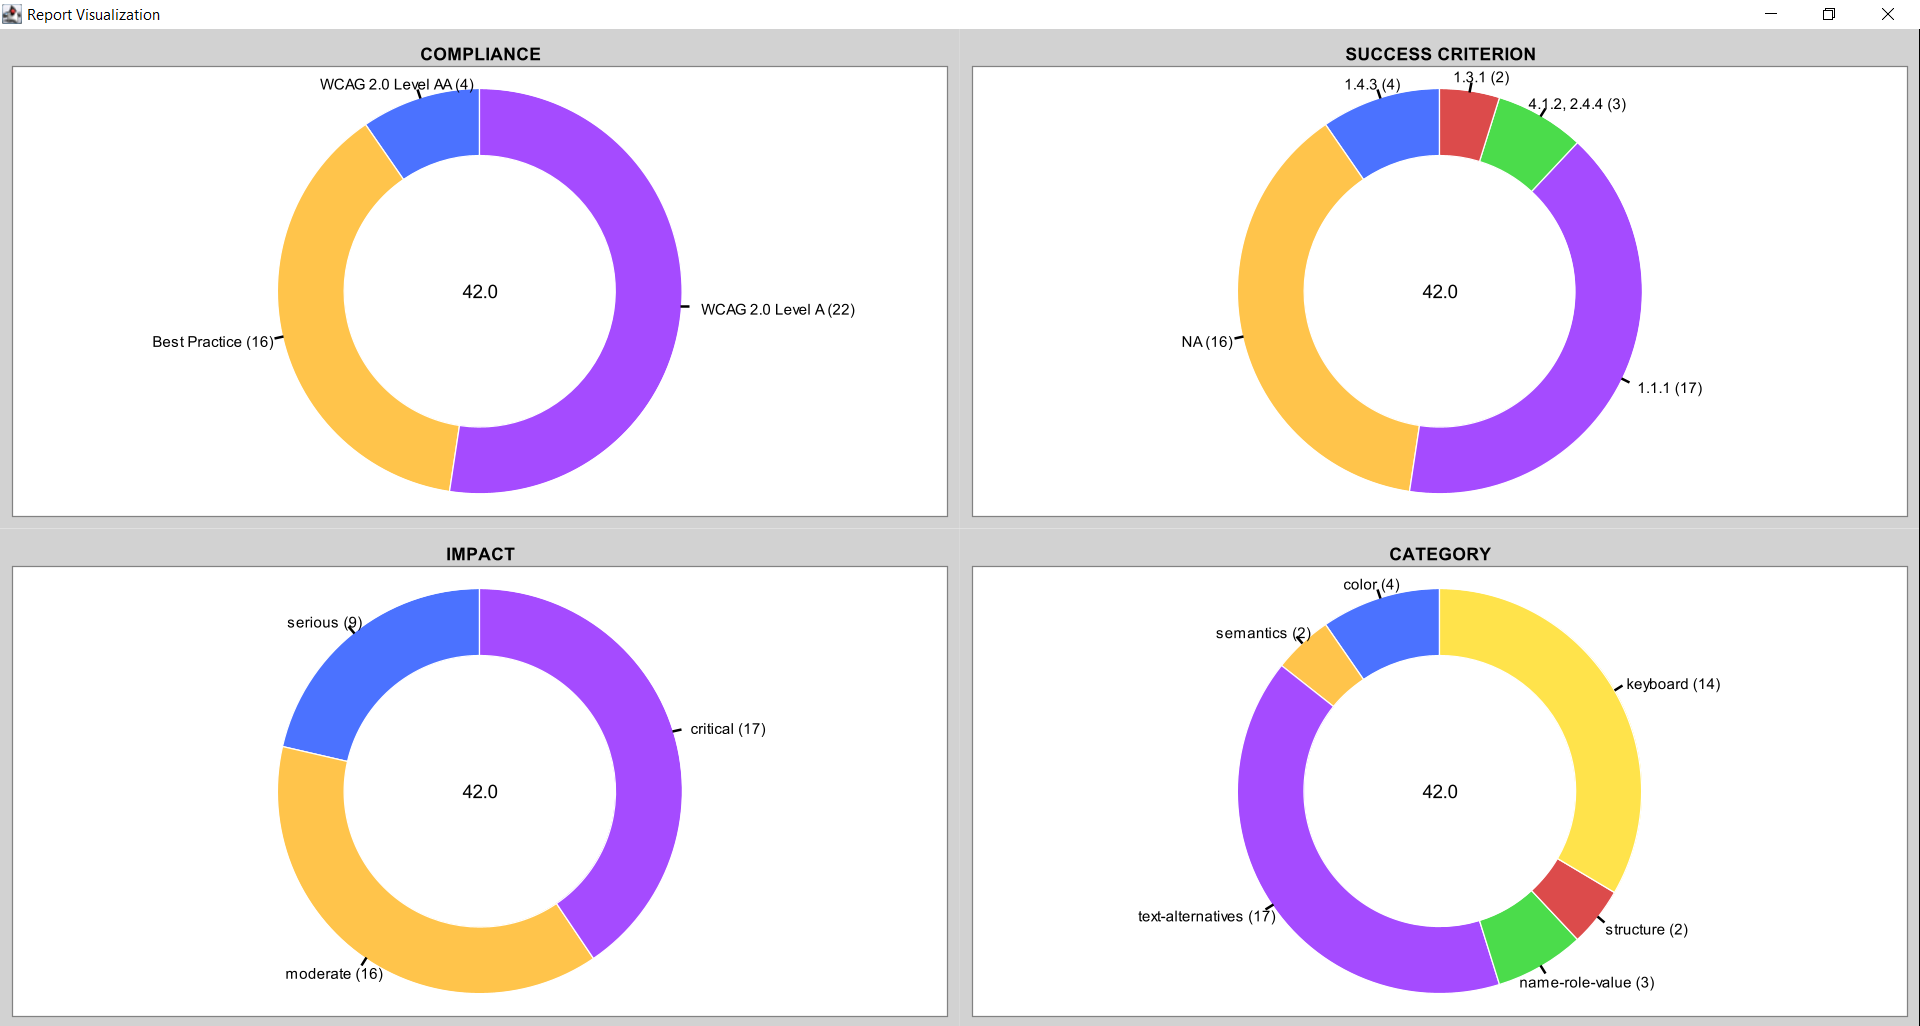 Report Visualization
COMPLIANCE
WCAG 2.0 Level AA (4)
42.0
WCAG 2.0 Level A (22)
Best Practice (16)
SUCCESS CRITERION
1.3.1 (2)
1.4.3 (4)
4.1.2, 2.4.4 (3)
42.0
NA (16)
1.1.1 (17)
IMPACT
serious (9)
critical (17)
42.0
moderate (16)
CATEGORY
color (4)
semantics (2)
keyboard (14)
42.0
text-alternatives (17)
structure (2)
name-role-value (3)